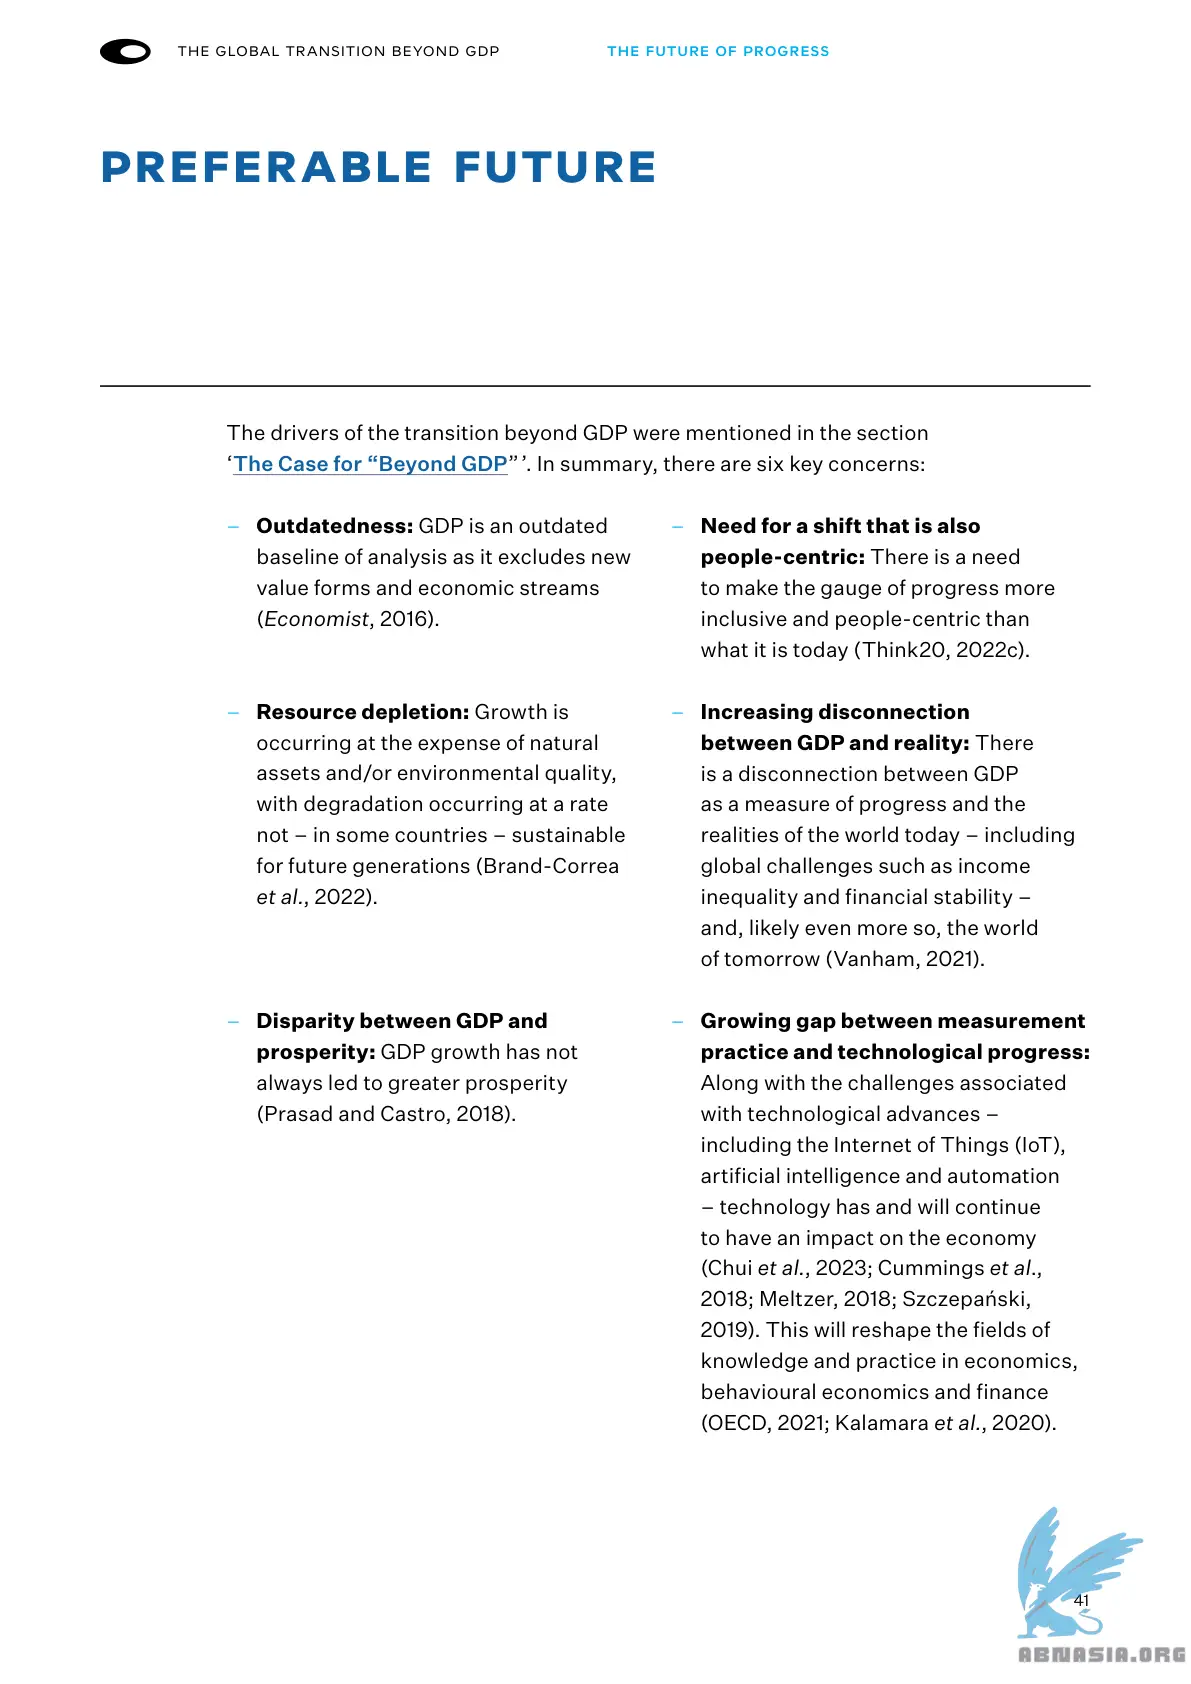 THE GLOBAL TRANSITION BEYOND GDP
THE FUTURE OF PROGRESS
PREFERABLE FUTURE
The drivers of the transition beyond GDP were mentioned in the section
‘The Case for “Beyond GDP” ’. In summary, there are six key concerns:
– Outdatedness: GDP is an outdated
baseline of analysis as it excludes new
value forms and economic streams
(Economist, 2016).
– Resource depletion: Growth is
occurring at the expense of natural
assets and/or environmental quality,
with degradation occurring at a rate
not – in some countries – sustainable
for future generations (Brand-Correa
et al., 2022).
– Disparity between GDP and
prosperity: GDP growth has not
always led to greater prosperity
(Prasad and Castro, 2018).
– Need for a shift that is also
people-centric: There is a need
to make the gauge of progress more
inclusive and people-centric than
what it is today (Think20, 2022c).
– Increasing disconnection
between GDP and reality: There
is a disconnection between GDP
as a measure of progress and the
realities of the world today – including
global challenges such as income
inequality and financial stability –
and, likely even more so, the world
of tomorrow (Vanham, 2021).
– Growing gap between measurement
practice and technological progress:
Along with the challenges associated
with technological advances –
including the Internet of Things (IoT),
artificial intelligence and automation
– technology has and will continue
to have an impact on the economy
(Chui et al., 2023; Cummings et al.,
2018; Meltzer, 2018; Szczepański,
2019). This will reshape the fields of
knowledge and practice in economics,
behavioural economics and finance
(OECD, 2021; Kalamara et al., 2020).
41
ABNASIA.ORG